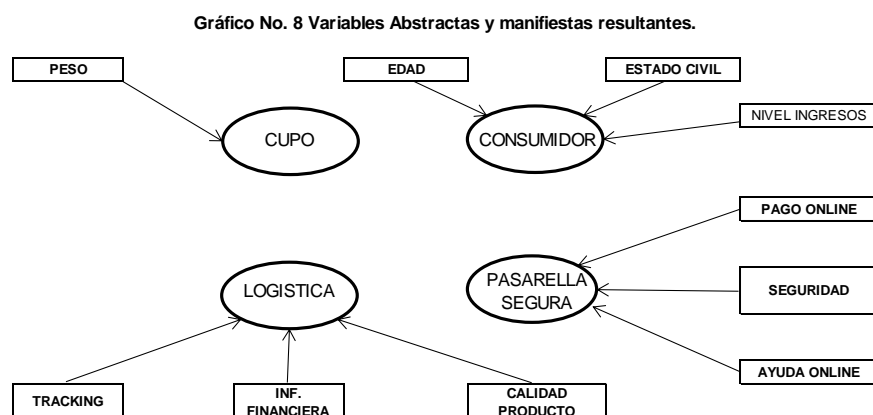 Gráfico No. 8 Variables Abstractas y manifiestas resultantes.
PESO
EDAD
ESTADO CIVIL
NIVEL INGRESOS
CUPO
CONSUMIDOR
PAGO ONLINE
LOGISTICA
PASARELLA
SEGURA
SEGURIDAD
AYUDA ONLINE
TRACKING
INF.
FINANCIERA
CALIDAD
PRODUCTO